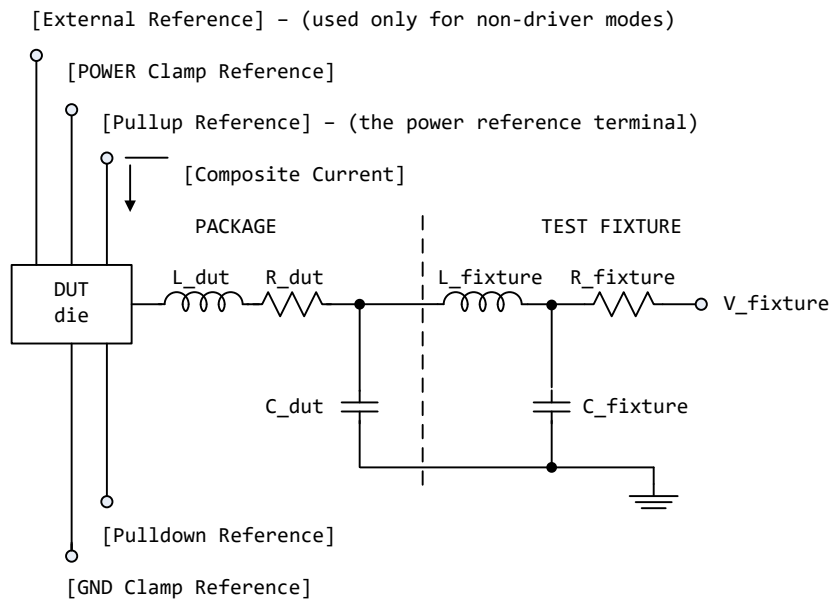 [External Reference] – (used only for non-driver modes)
[POWER Clamp Reference]
[Pullup Reference] – (the power reference terminal)
[Composite Current]
PACKAGE
TEST FIXTURE
DUT
die
L_dut
R_dut
L_fixture
R_fixture
V_fixture
C_dut
C_fixture
[Pulldown Reference]
[GND Clamp Reference]